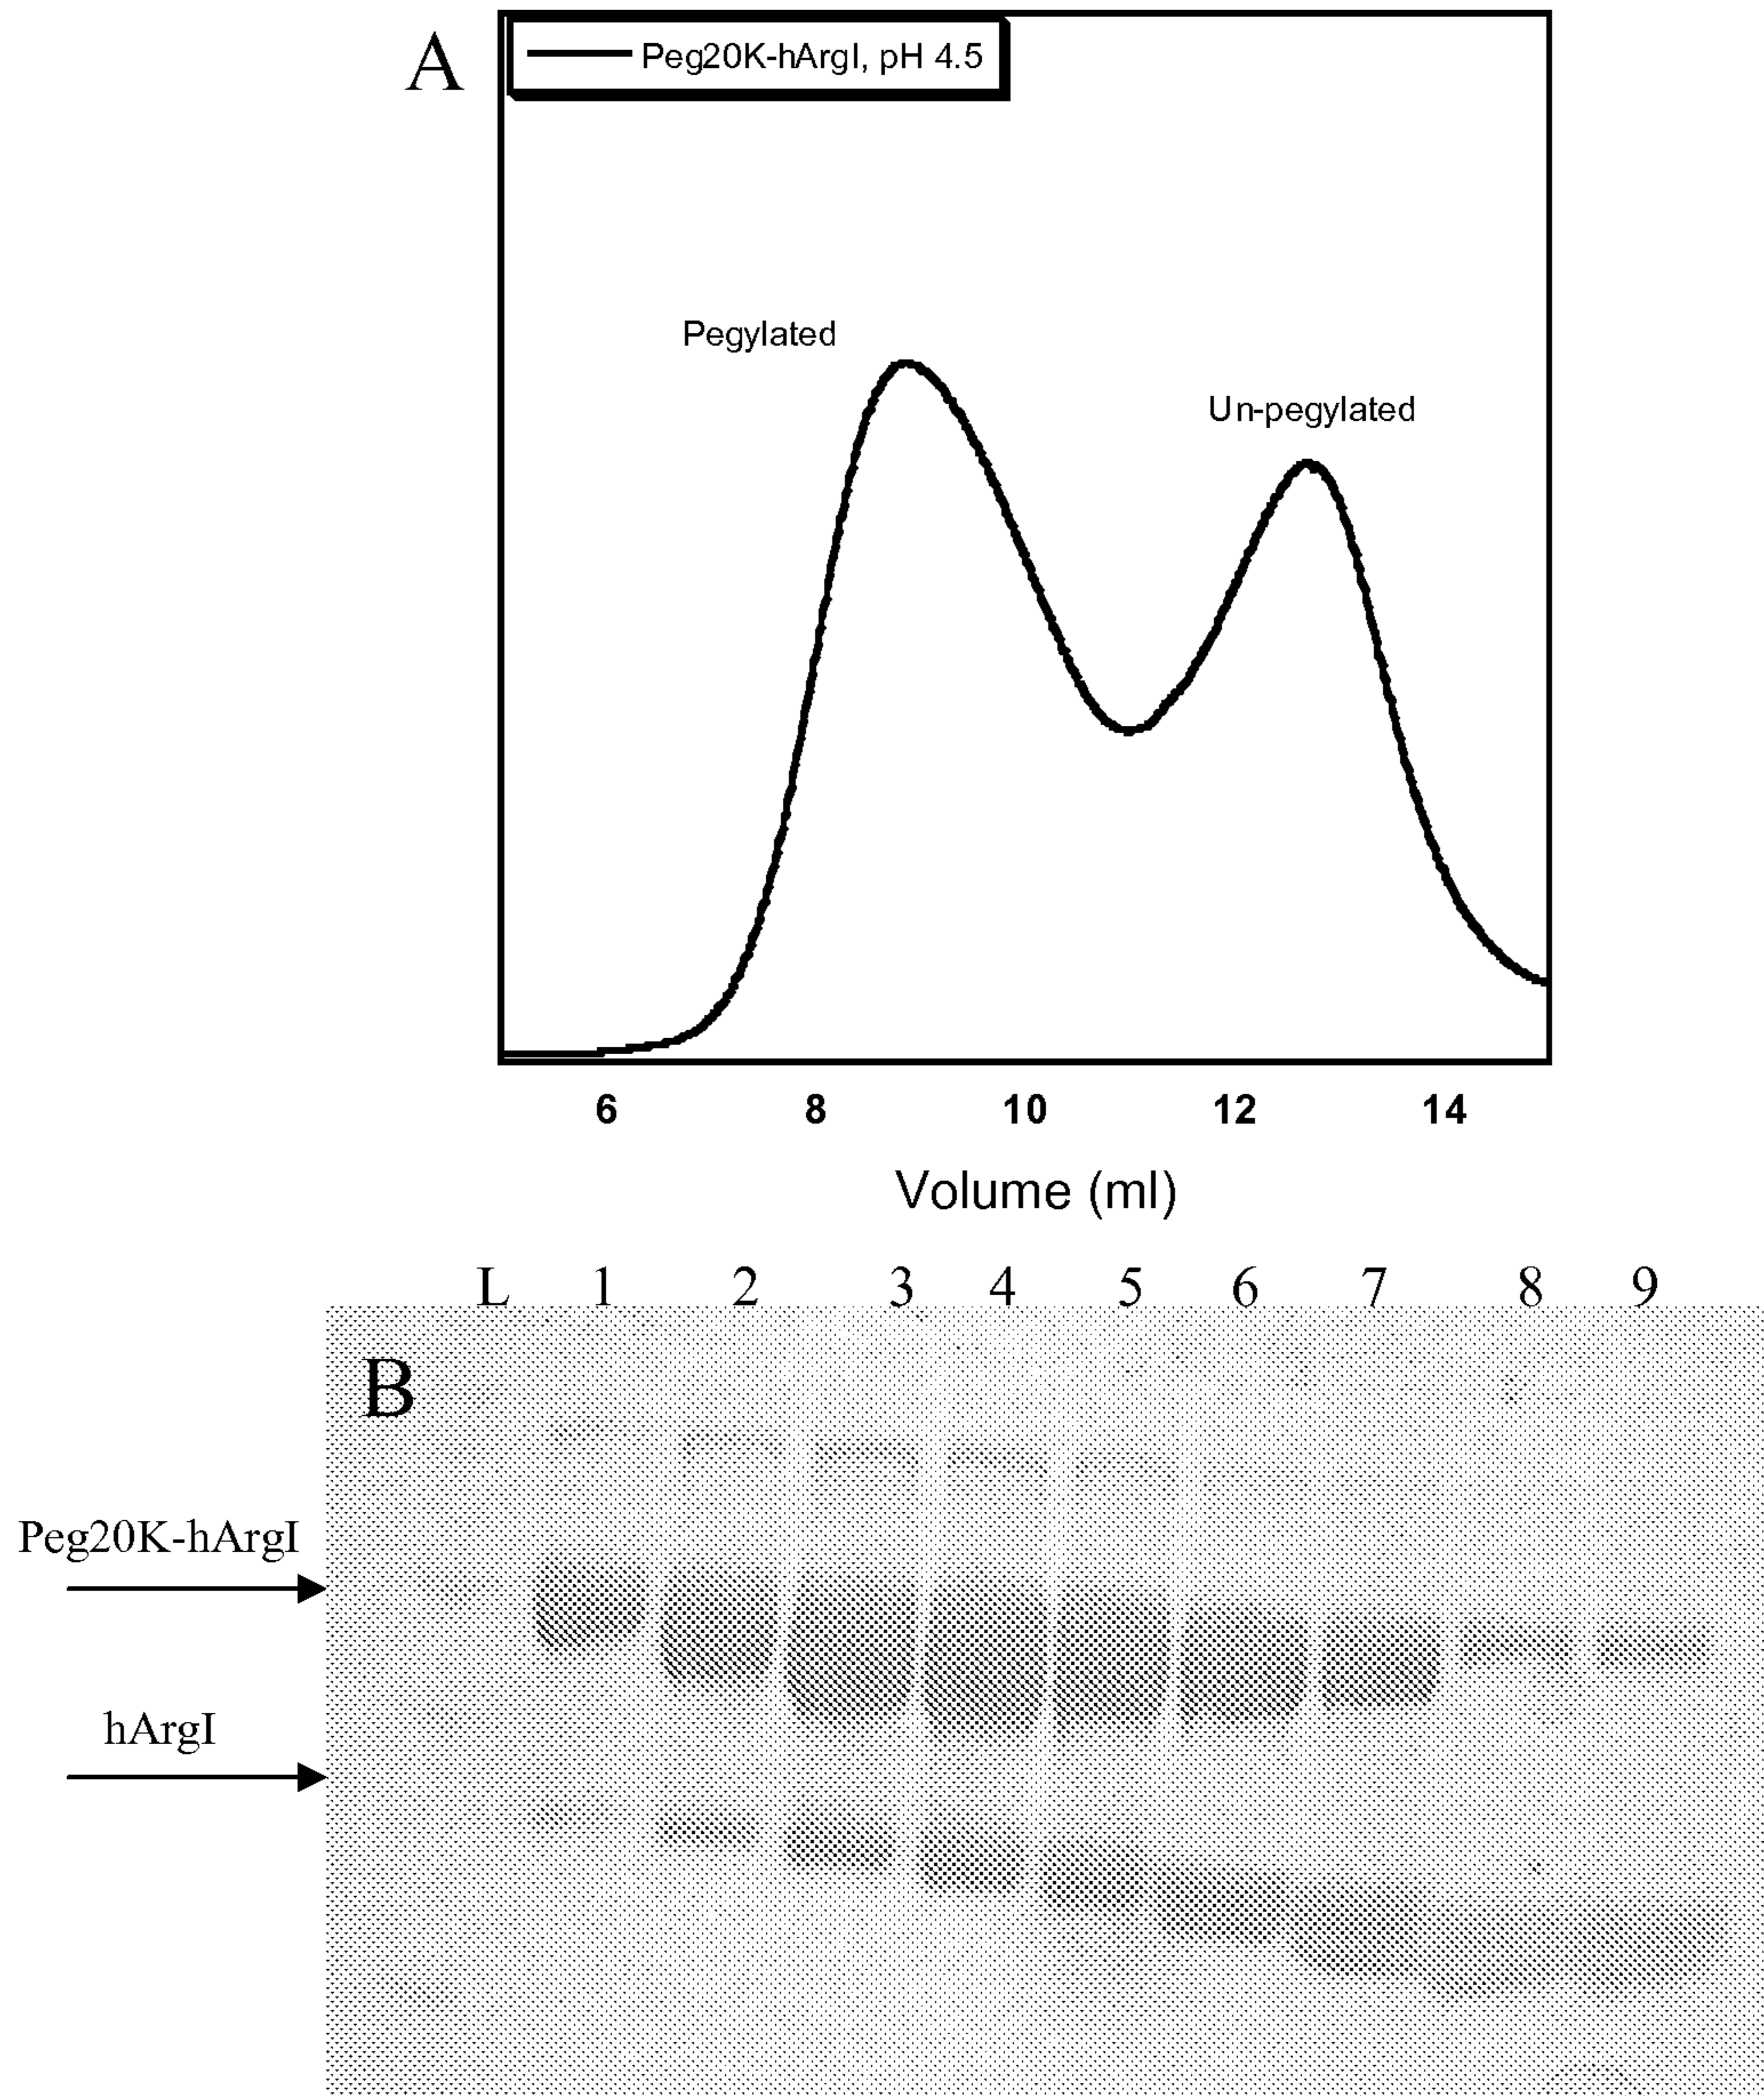 A
Peg20K-hArgI, pH 4.5
Pegylated
Un-pegylated
6 8 10 12 14
Volume (ml)
L 1 2 3 4 5 6 7 8 9
B
Peg20K-hArgI
hArgI